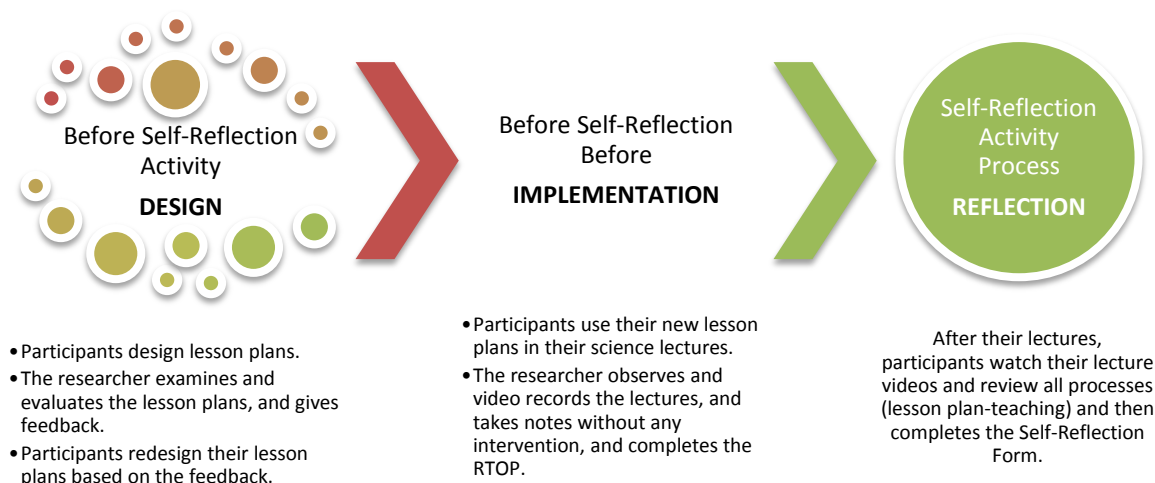 Before Self-Reflection
Activity
DESIGN
•Participants design lesson plans.
•The researcher examines and
evaluates the lesson plans, and gives
feedback.
•Participants redesign their lesson
plans based on the feedback.
Before Self-Reflection
Before
IMPLEMENTATION
•Participants use their new lesson
plans in their science lectures.
•The researcher observes and
video records the lectures, and
takes notes without any
intervention, and completes the
RTOP.
Self-Reflection
Activity
Process
REFLECTION
After their lectures,
participants watch their lecture
videos and review all processes
(lesson plan-teaching) and then
completes the Self-Reflection
Form.